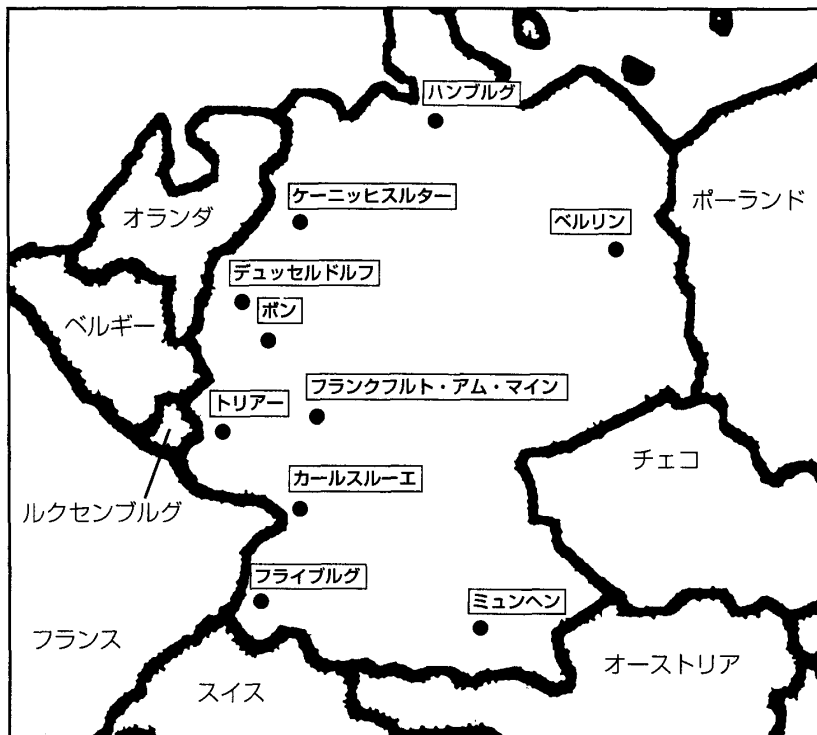 ハンブルグ
ケーニッヒスルター
ポーランド
オランダ
ベルリン
デュッセルドルフ
ボン
ベルギー
フランクフルト・アム・マイン
トリアー
チェコ
カールスルーエ
ルクセンブルグ
フライブルグ
ミュンヘン
フランス
オーストリア
スイス